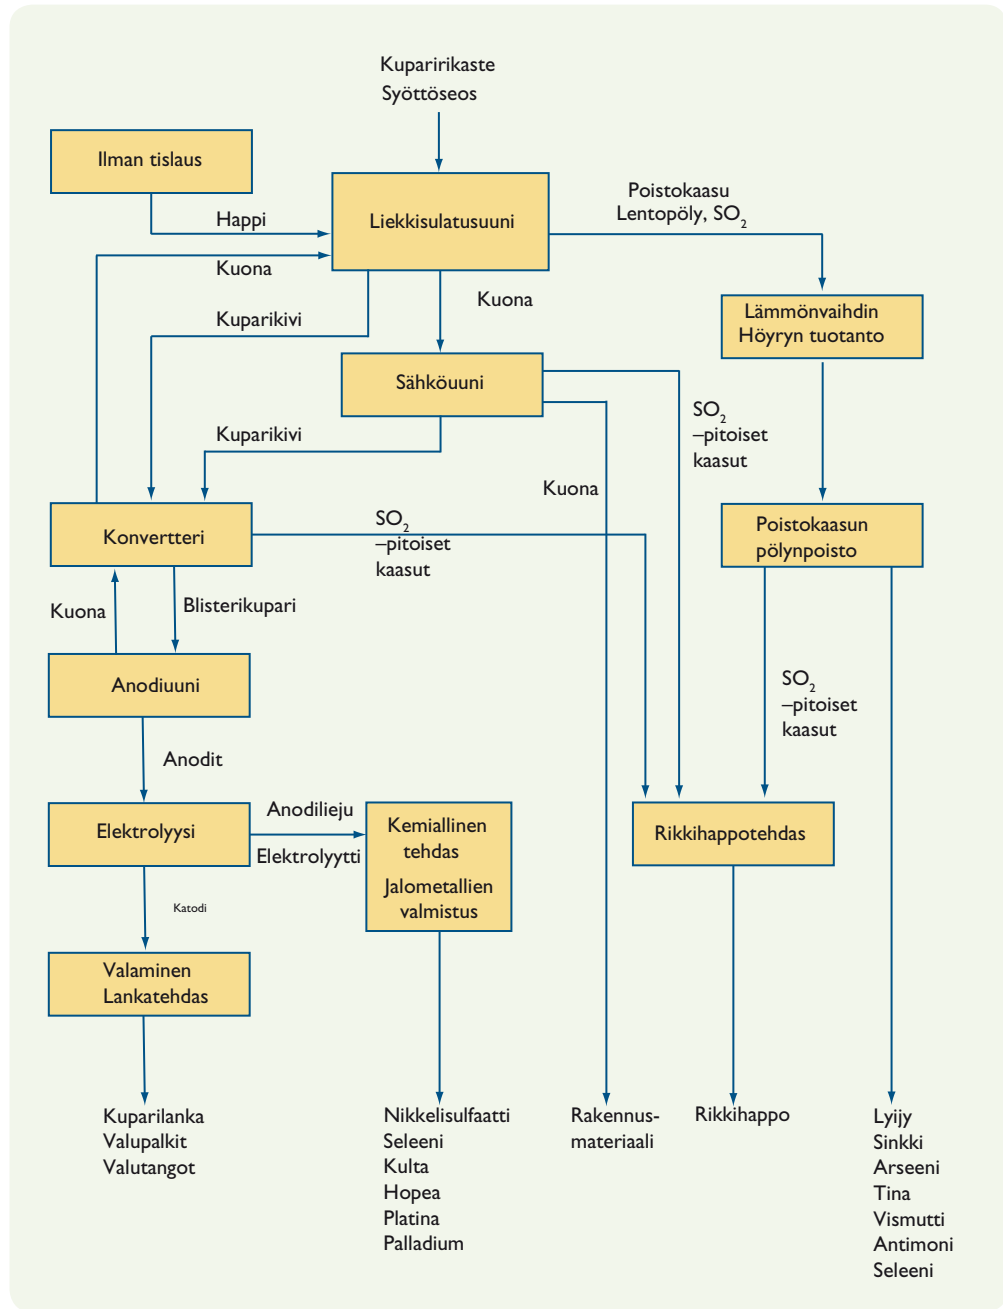 Kuparirikaste
Syöttöseos
Ilman tislaus
Happi
Liekkisulatusuuni
Poistokaasu
Lentopöly, SO₂
Kuona
Kuona
Kuparikivi
Lämmönvaihdin
Höyryn tuotanto
Sähköuuni
SO₂
–pitoiset
kaasut
Kuparikivi
Kuona
Konvertteri
SO₂
–pitoiset
kaasut
Poistokaasun
pölynpoisto
Kuona
Blisterikupari
Anodiuuni
SO₂
–pitoiset
kaasut
Anodit
Elektrolyysi
Anodilieju
Elektrolyytti
Kemiallinen
tehdas
Jalometallien
valmistus
Rikkihappotehdas
Katodi
Valaminen
Lankatehdas
Kuparilanka
Valupalkit
Valutangot
Nikkelisulfaatti
Seleeni
Kulta
Hopea
Platina
Palladium
Rakennus-
materiaali
Rikkihappo
Lyijy
Sinkki
Arseeni
Tina
Vismutti
Antimoni
Seleeni